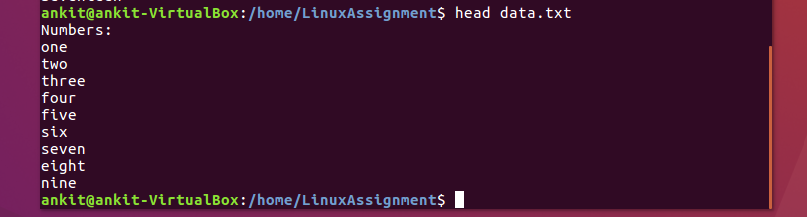 ankit@ankit-VirtualBox:/home/LinuxAssignment$ head data.txt
Numbers:
one
two
three
four
five
six
seven
eight
nine
ankit@ankit-VirtualBox:/home/LinuxAssignment$